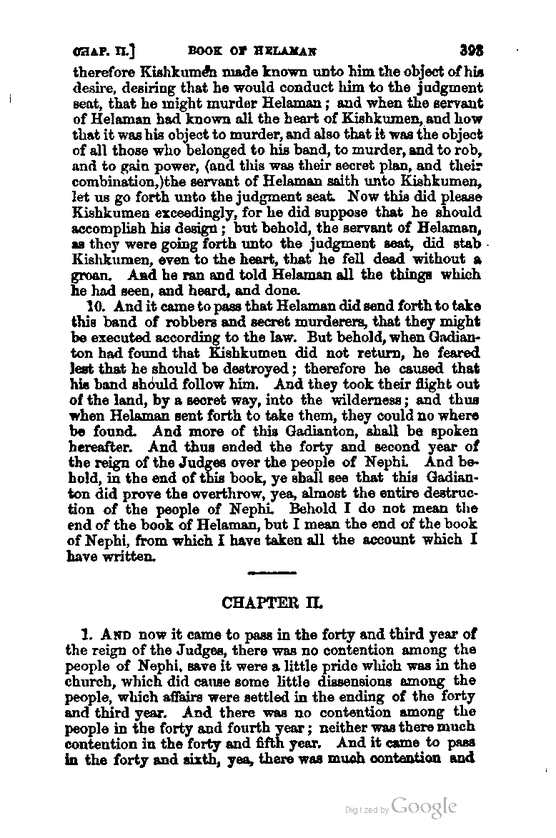 CHAP. II.] BOOK OF HELAMAN 393
therefore Kishkumen made known unto him the object of his
desire, desiring that he would conduct him to the judgment
seat, that he might murder Helaman; and when the servant
of Helaman had known all the heart of Kishkumen, and how
that it was his object to murder, and also that it was the object
of all those who belonged to his band, to murder, and to rob,
and to gain power, (and this was their secret plan, and their
combination,)the servant of Helaman saith unto Kishkumen,
let us go forth unto the judgment seat. Now this did please
Kishkumen exceedingly, for he did suppose that he should
accomplish his design; but behold, the servant of Helaman,
as they were going forth unto the judgment seat, did stab
Kishkumen, even to the heart, that he fell dead without a
groan. And he ran and told Helaman all the things which
he had seen, and heard, and done.
10. And it came to pass that Helaman did send forth to take
this band of robbers and secret murderers, that they might
be executed according to the law. But behold, when Gadian-
ton had found that Kishkumen did not return, he feared
lest that he should be destroyed; therefore he caused that
his band should follow him. And they took their flight out
of the land, by a secret way, into the wilderness; and thus
when Helaman sent forth to take them, they could no where
be found. And more of this Gadianton, shall be spoken
hereafter. And thus ended the forty and second year of
the reign of the Judges over the people of Nephi. And be-
hold, in the end of this book, ye shall see that this Gadian-
ton did prove the overthrow, yea, almost the entire destruc-
tion of the people of Nephi. Behold I do not mean the
end of the book of Helaman, but I mean the end of the book
of Nephi, from which I have taken all the account which I
have written.
CHAPTER II.
1. AND now it came to pass in the forty and third year of
the reign of the Judges, there was no contention among the
people of Nephi, save it were a little pride which was in the
church, which did cause some little dissensions among the
people, which affairs were settled in the ending of the forty
and third year. And there was no contention among the
people in the forty and fourth year; neither was there much
contention in the forty and fifth year. And it came to pass
in the forty and sixth, yea, there was much contention and
Digitized by Google